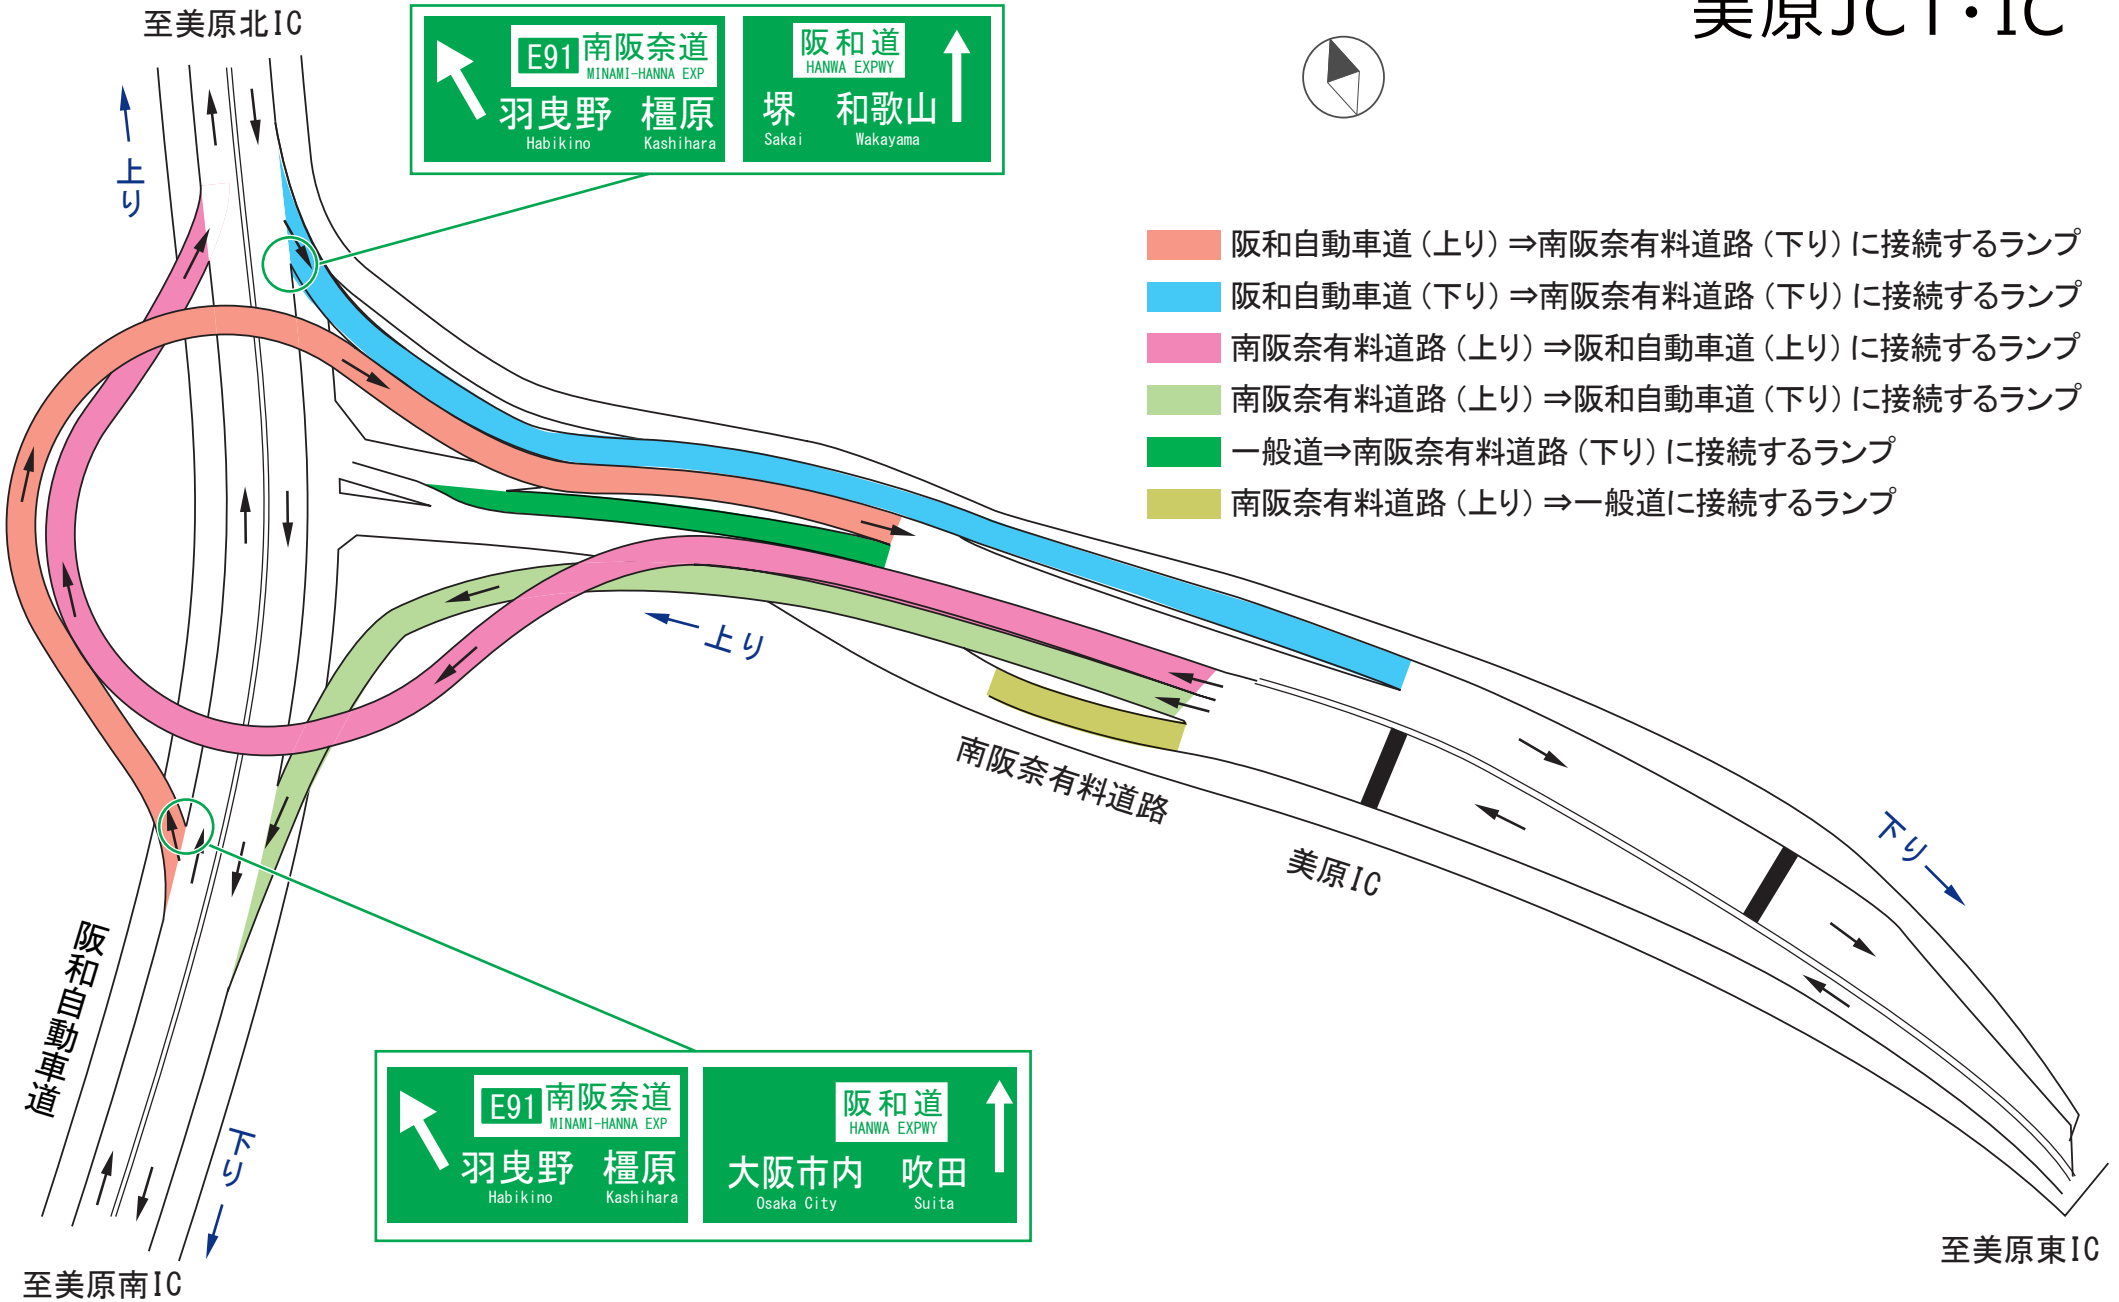 美原JCT・IC
至美原北IC
E91 南阪奈道
MINAMI-HANNA EXP
羽曳野 橿原
Habikino Kashihara
阪和道
HANWA EXPWY
堺 和歌山
Sakai Wakayama
上り
阪和自動車道（上り）⇒南阪奈有料道路（下り）に接続するランプ
阪和自動車道（下り）⇒南阪奈有料道路（下り）に接続するランプ
南阪奈有料道路（上り）⇒阪和自動車道（上り）に接続するランプ
南阪奈有料道路（上り）⇒阪和自動車道（下り）に接続するランプ
一般道⇒南阪奈有料道路（下り）に接続するランプ
南阪奈有料道路（上り）⇒一般道に接続するランプ
上り
南阪奈有料道路
美原IC
下り
阪和自動車道
下り
E91 南阪奈道
MINAMI-HANNA EXP
羽曳野 橿原
Habikino Kashihara
阪和道
HANWA EXPWY
大阪市内 吹田
Osaka City Suita
至美原東IC
至美原南IC